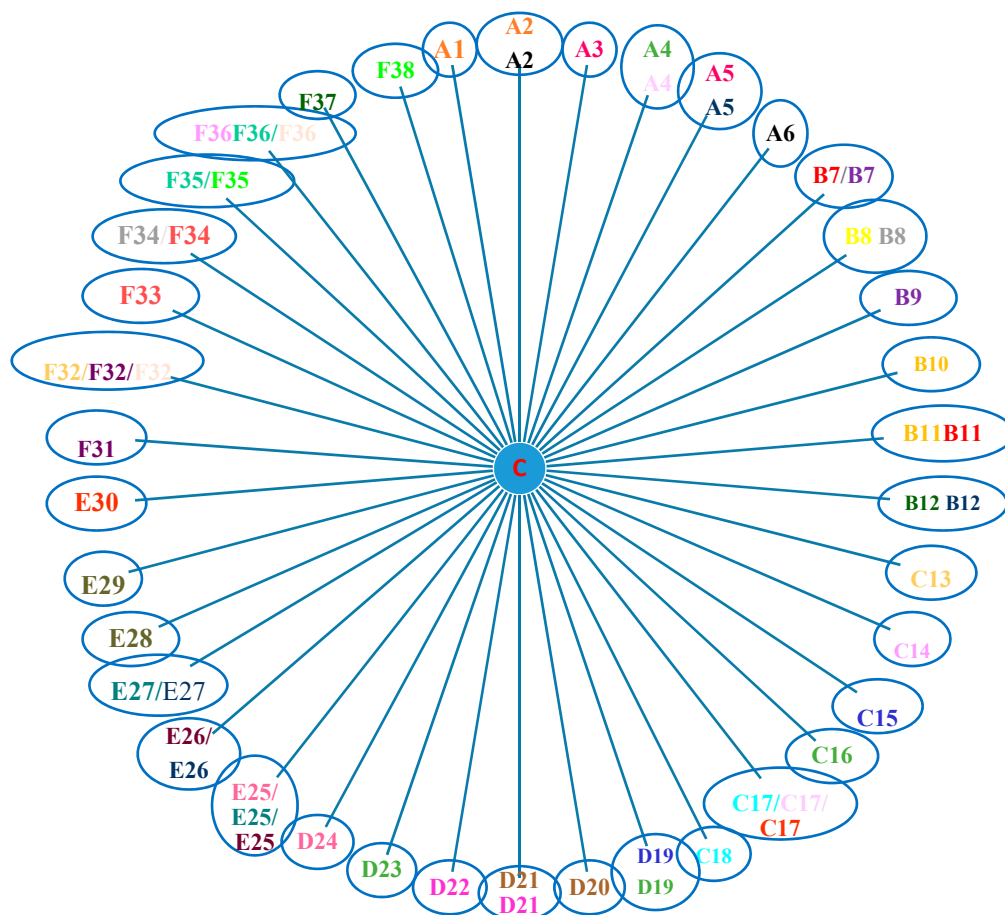 A1
A2
A2
A3
A4
A4
A5
A5
A6
B7/B7
B8 B8
B9
B10
B11B11
B12 B12
C13
C14
C15
C16
C17/C17/
C17
C18
D19
D19
D20
D21
D21
D22
D23
D24
E25/
E25/
E25
E26/
E26
E27/E27
E28
E29
E30
F31
F32/F32/F32
F33
F34/F34
F35/F35
F36F36/F36
F37
F38
C